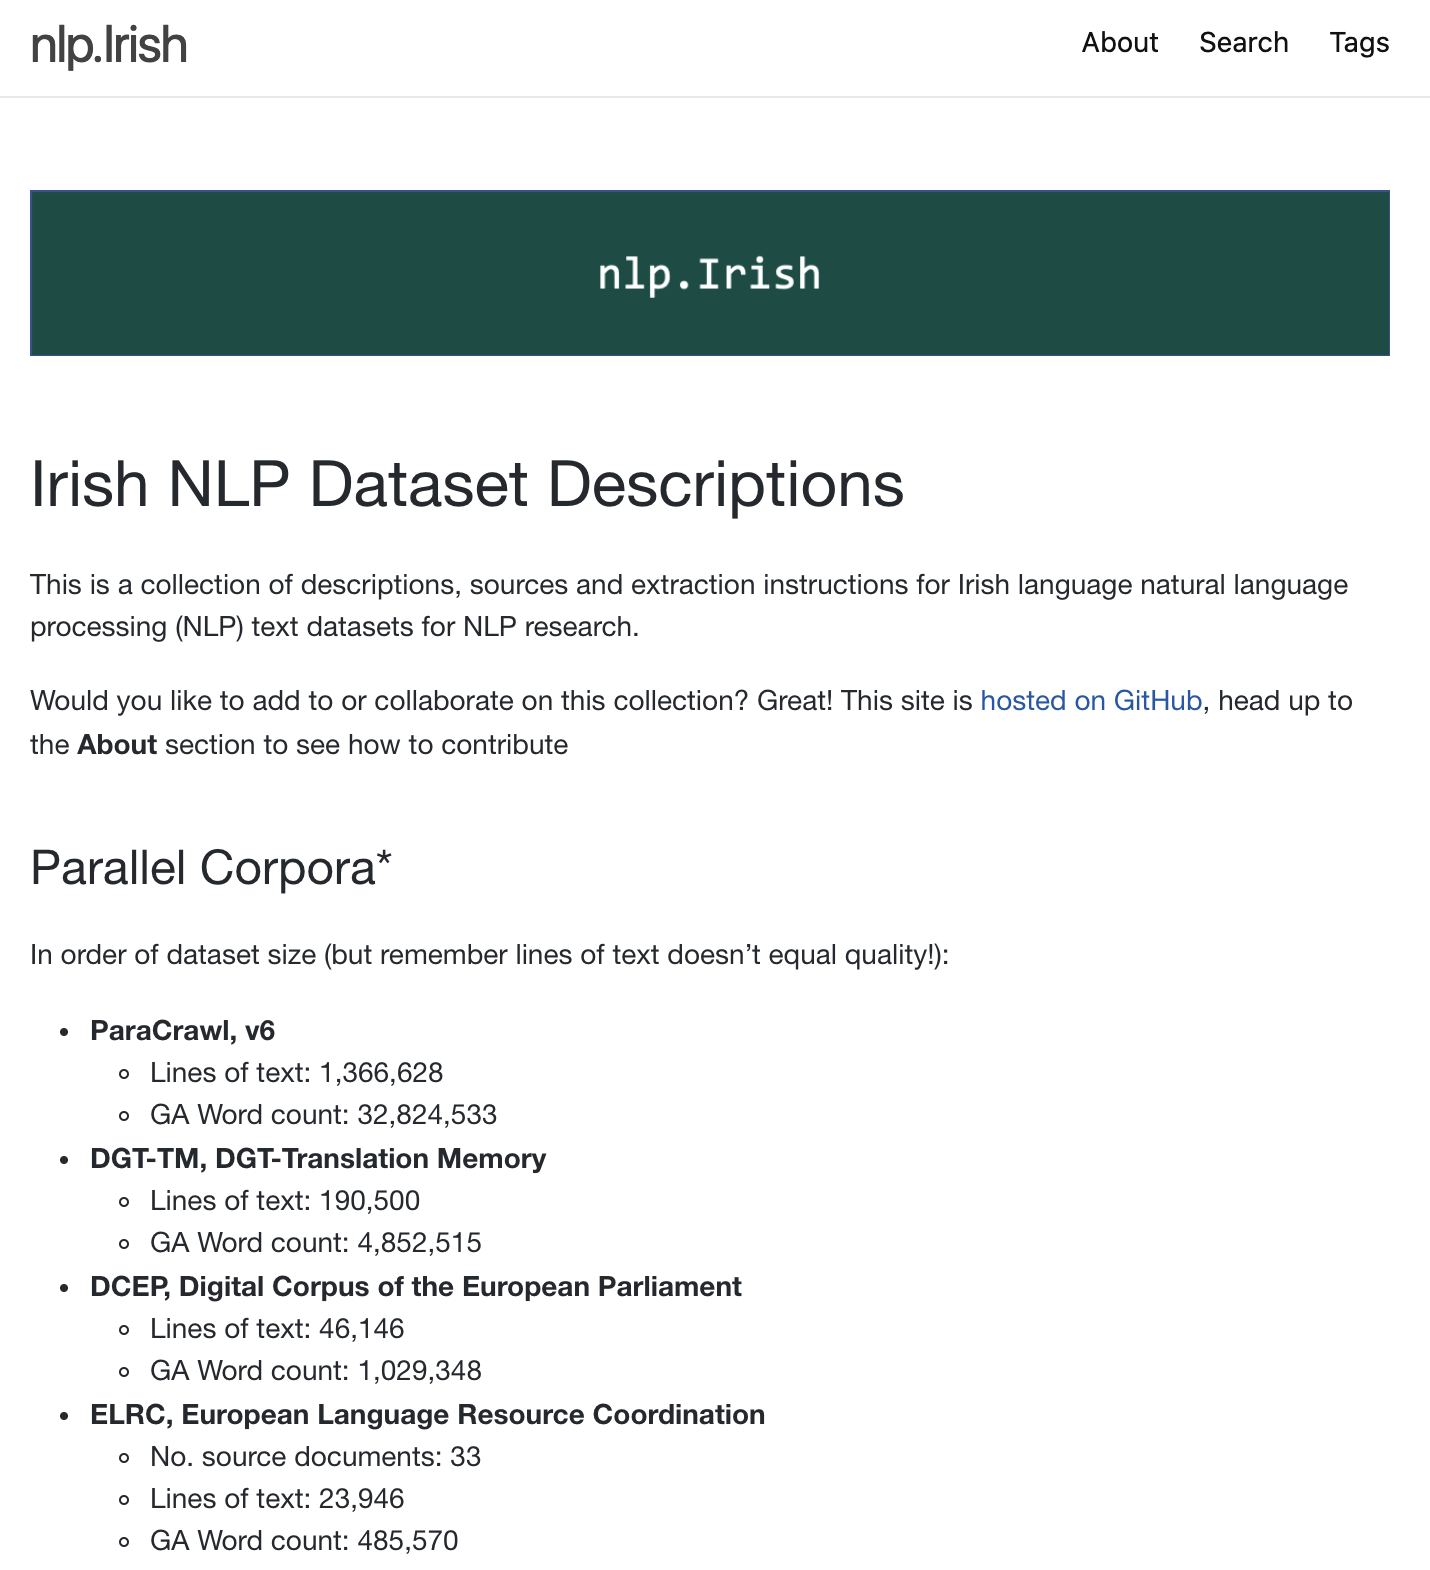 nlp.Irish
About Search Tags
nlp.Irish
Irish NLP Dataset Descriptions
This is a collection of descriptions, sources and extraction instructions for Irish language natural language
processing (NLP) text datasets for NLP research.
Would you like to add to or collaborate on this collection? Great! This site is hosted on GitHub, head up to
the About section to see how to contribute
Parallel Corpora*
In order of dataset size (but remember lines of text doesn’t equal quality!):
• ParaCrawl, v6
◦ Lines of text: 1,366,628
◦ GA Word count: 32,824,533
• DGT-TM, DGT-Translation Memory
◦ Lines of text: 190,500
◦ GA Word count: 4,852,515
• DCEP, Digital Corpus of the European Parliament
◦ Lines of text: 46,146
◦ GA Word count: 1,029,348
• ELRC, European Language Resource Coordination
◦ No. source documents: 33
◦ Lines of text: 23,946
◦ GA Word count: 485,570